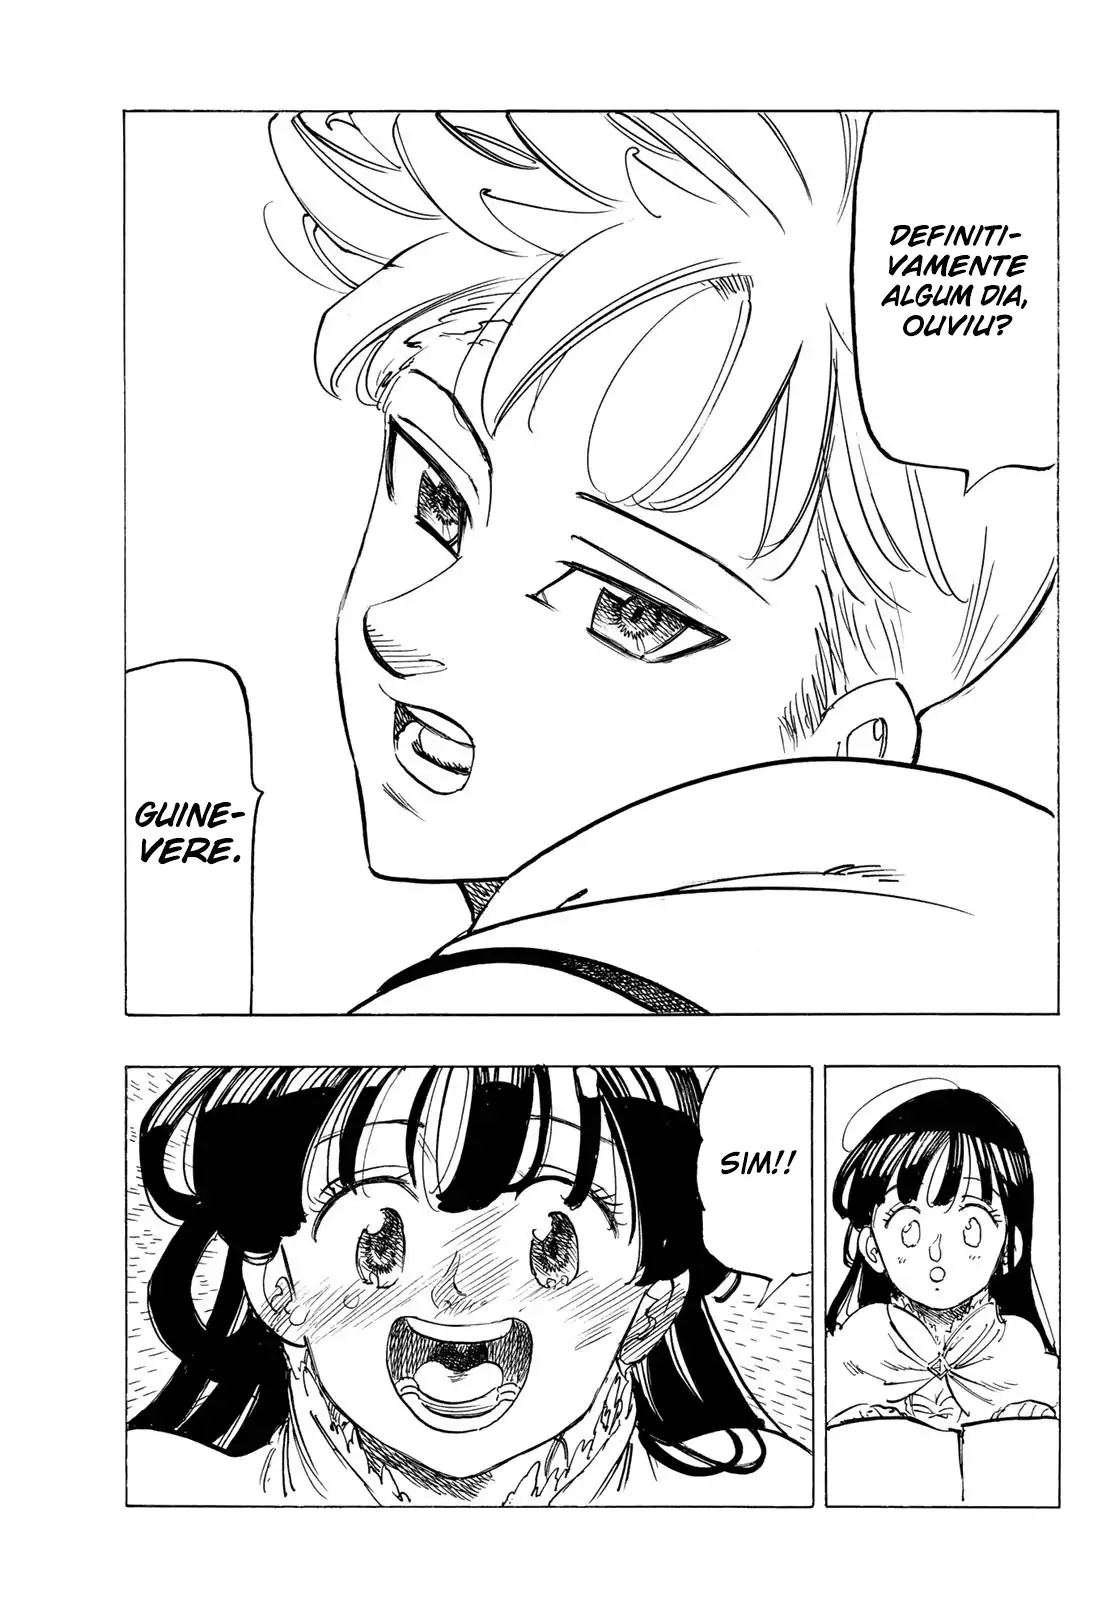 DEFINITI-
VAMENTE
ALGUM DIA,
OUVIU?
GUINE-
VERE.
SIM!!